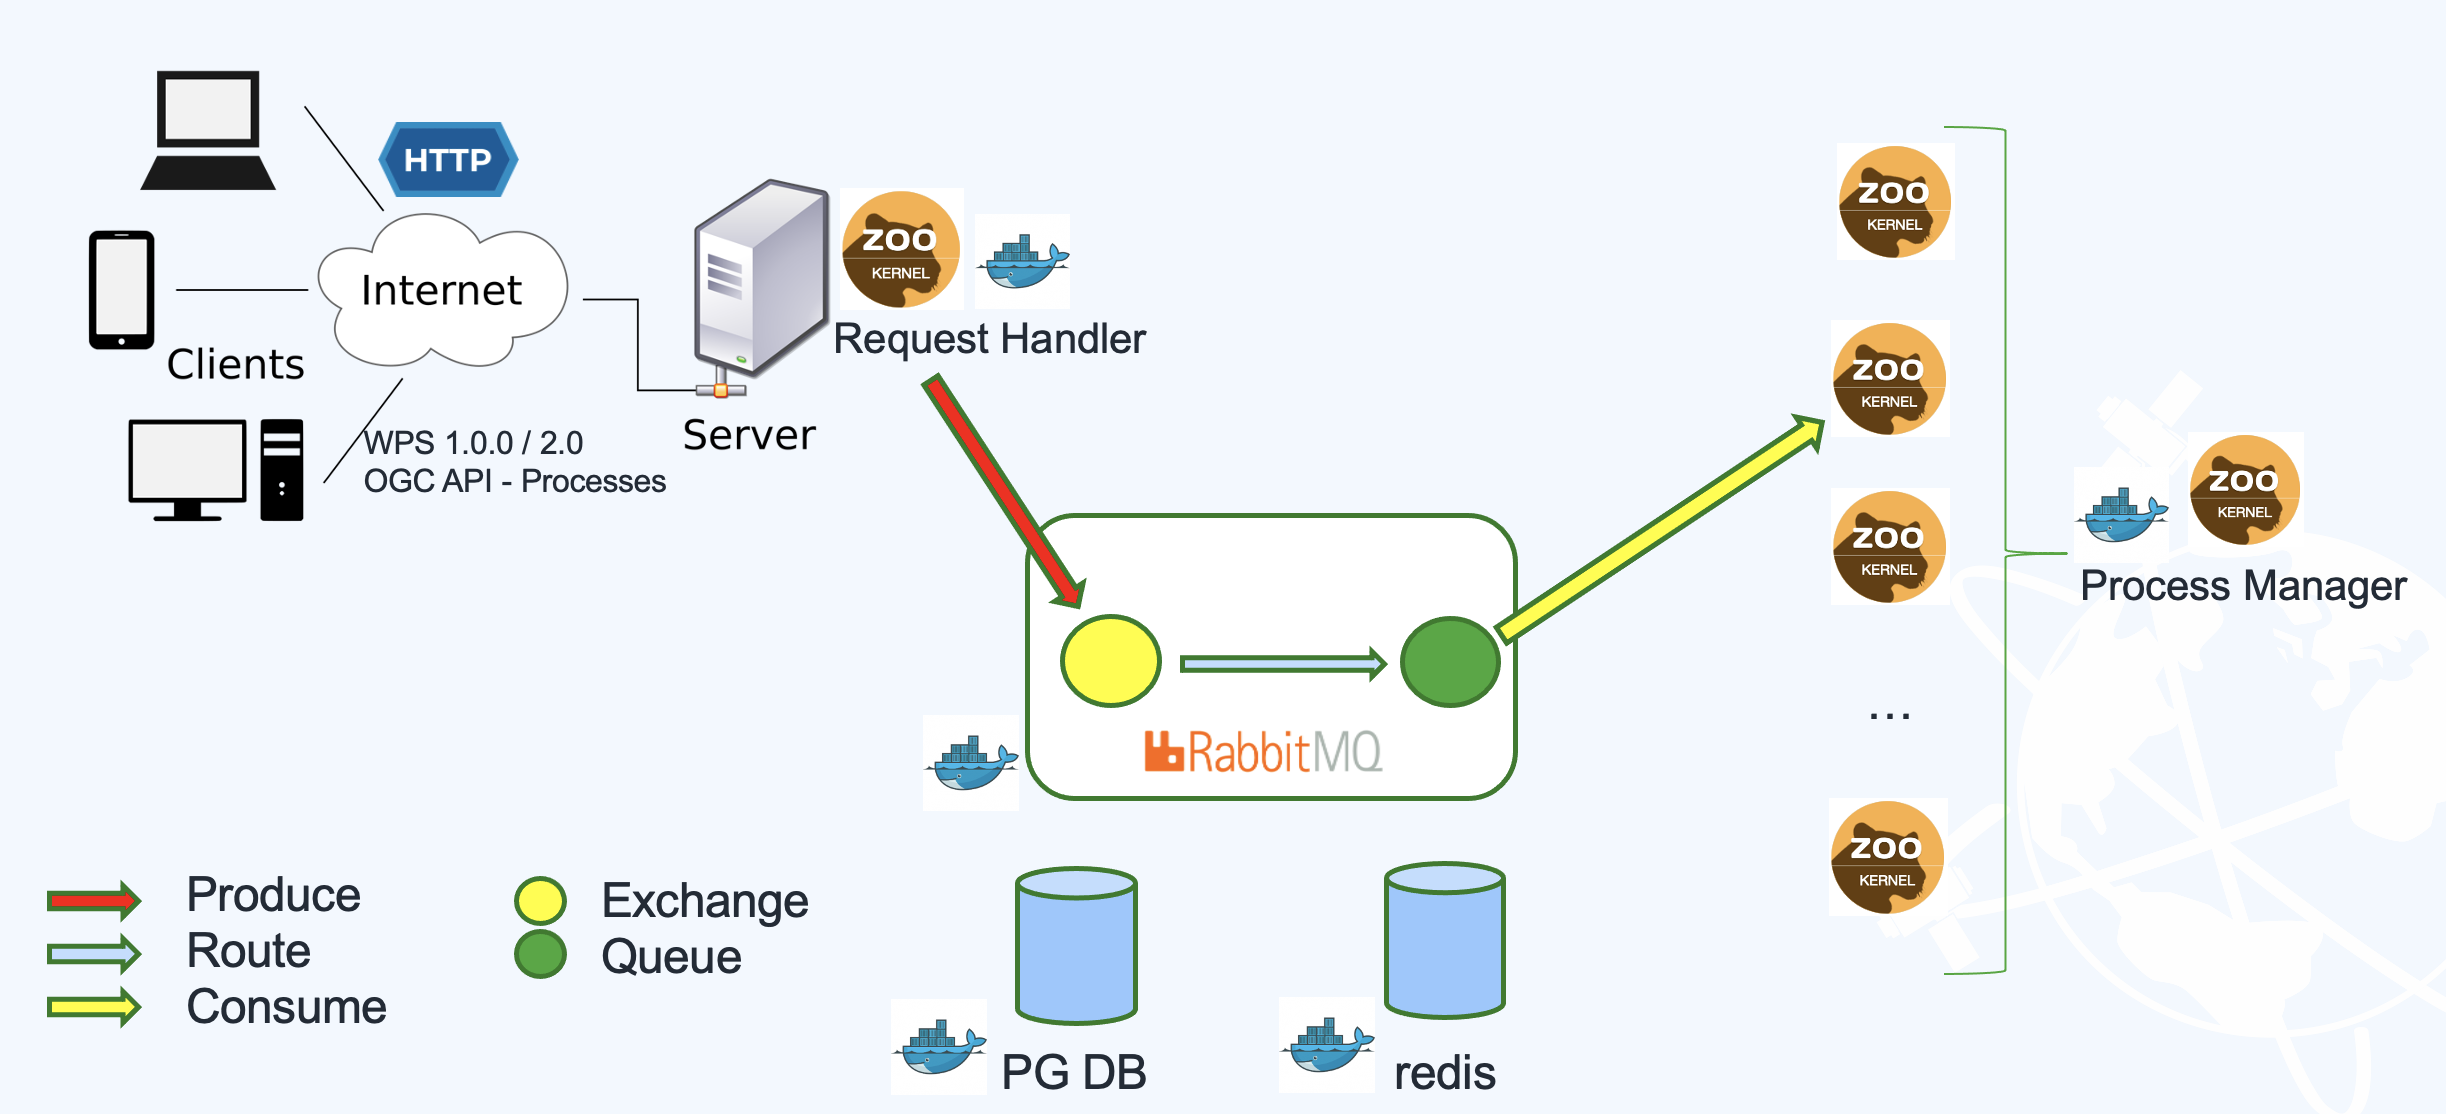 HTTP
Internet
Clients
WPS 1.0.0 / 2.0
OGC API - Processes
Server
ZOO
KERNEL
Request Handler
RabbitMQ
ZOO
KERNEL
ZOO
KERNEL
ZOO
KERNEL
...
ZOO
KERNEL
ZOO
KERNEL
Process Manager
Produce
Route
Consume
Exchange
Queue
PG DB
redis